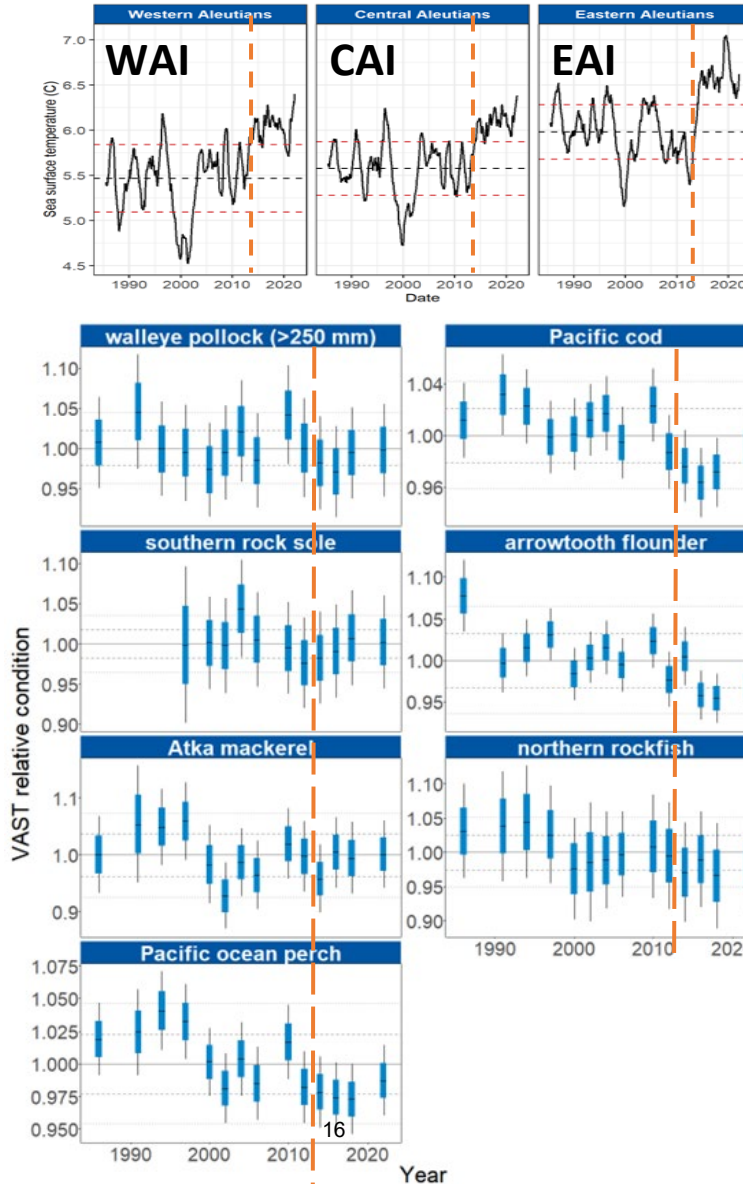 Western Aleutians
Central Aleutians
Eastern Aleutians
WAI
CAI
EAI
Sea surface temperature (C)
7.0
6.5
6.0
5.5
5.0
4.5
1990 2000 2010 2020
1990 2000 2010 2020
1990 2000 2010 2020
Date
walleye pollock (>250 mm)
1.10
1.05
1.00
0.95
Pacific cod
1.04
1.00
0.96
southern rock sole
1.10
1.05
1.00
0.95
0.90
arrowtooth flounder
1.10
1.05
1.00
0.95
VAST relative condition
Atka mackerel
1.1
1.0
0.9
northern rockfish
1.10
1.05
1.00
0.95
0.90
1990 2000 2010 202
Pacific ocean perch
1.075
1.050
1.025
1.000
0.975
0.950
16
1990 2000 2010 2020
Year